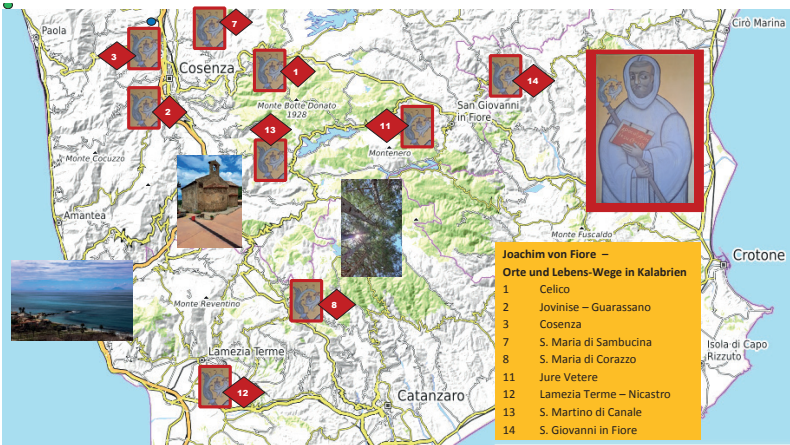 Paola
7
Cirò Marina
3
Cosenza
1
14
Monte Botte Donato
1928
2
San Giovanni
in Fiore
13
11
Montenero
Monte Cocuzzo
Amantea
Monte Fuscaldo
Crotone
Joachim von Fiore –
Orte und Lebens-Wege in Kalabrien
1 Celico
2 Jovinise – Guarassano
3 Cosenza
7 S. Maria di Sambucina
8 S. Maria di Corazzo
11 Jure Vetere
12 Lamezia Terme – Nicastro
13 S. Martino di Canale
14 S. Giovanni in Fiore
Monte Reventino
8
Isola di Capo
Rizzuto
Lamezia Terme
12
Catanzaro